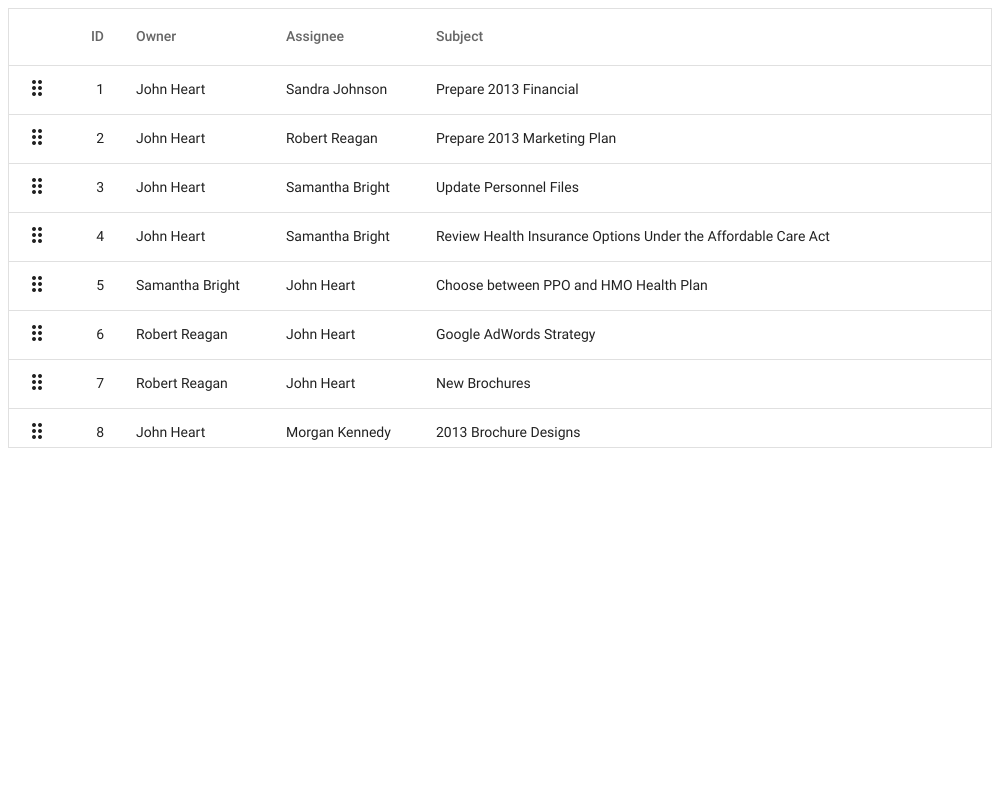 ID Owner Assignee Subject
1 John Heart Sandra Johnson Prepare 2013 Financial
2 John Heart Robert Reagan Prepare 2013 Marketing Plan
3 John Heart Samantha Bright Update Personnel Files
4 John Heart Samantha Bright Review Health Insurance Options Under the Affordable Care Act
5 Samantha Bright John Heart Choose between PPO and HMO Health Plan
6 Robert Reagan John Heart Google AdWords Strategy
7 Robert Reagan John Heart New Brochures
8 John Heart Morgan Kennedy 2013 Brochure Designs